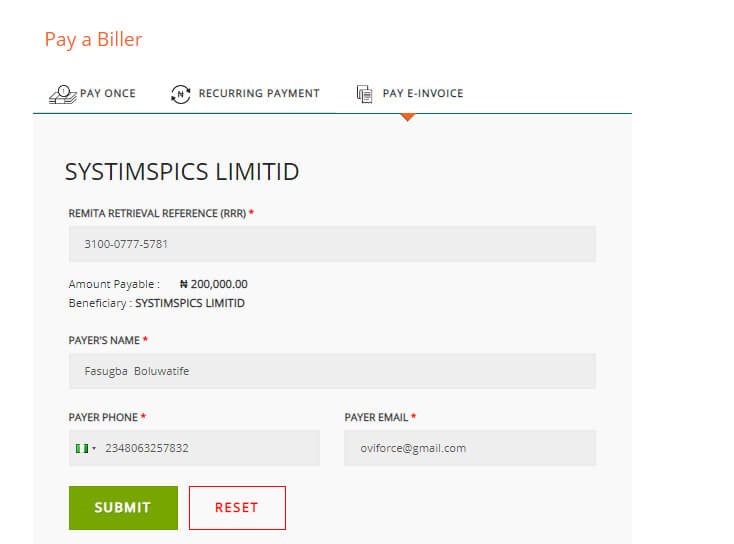 Pay a Biller
PAY ONCE RECURRING PAYMENT PAY E-INVOICE
SYSTIMSPICS LIMITID
REMITA RETRIEVAL REFERENCE (RRR) *
3100-0777-5781
Amount Payable : ₦ 200,000.00
Beneficiary : SYSTIMSPICS LIMITID
PAYER'S NAME *
Fasugba Boluwatife
PAYER PHONE * PAYER EMAIL *
2348063257832 oviforce@gmail.com
SUBMIT RESET